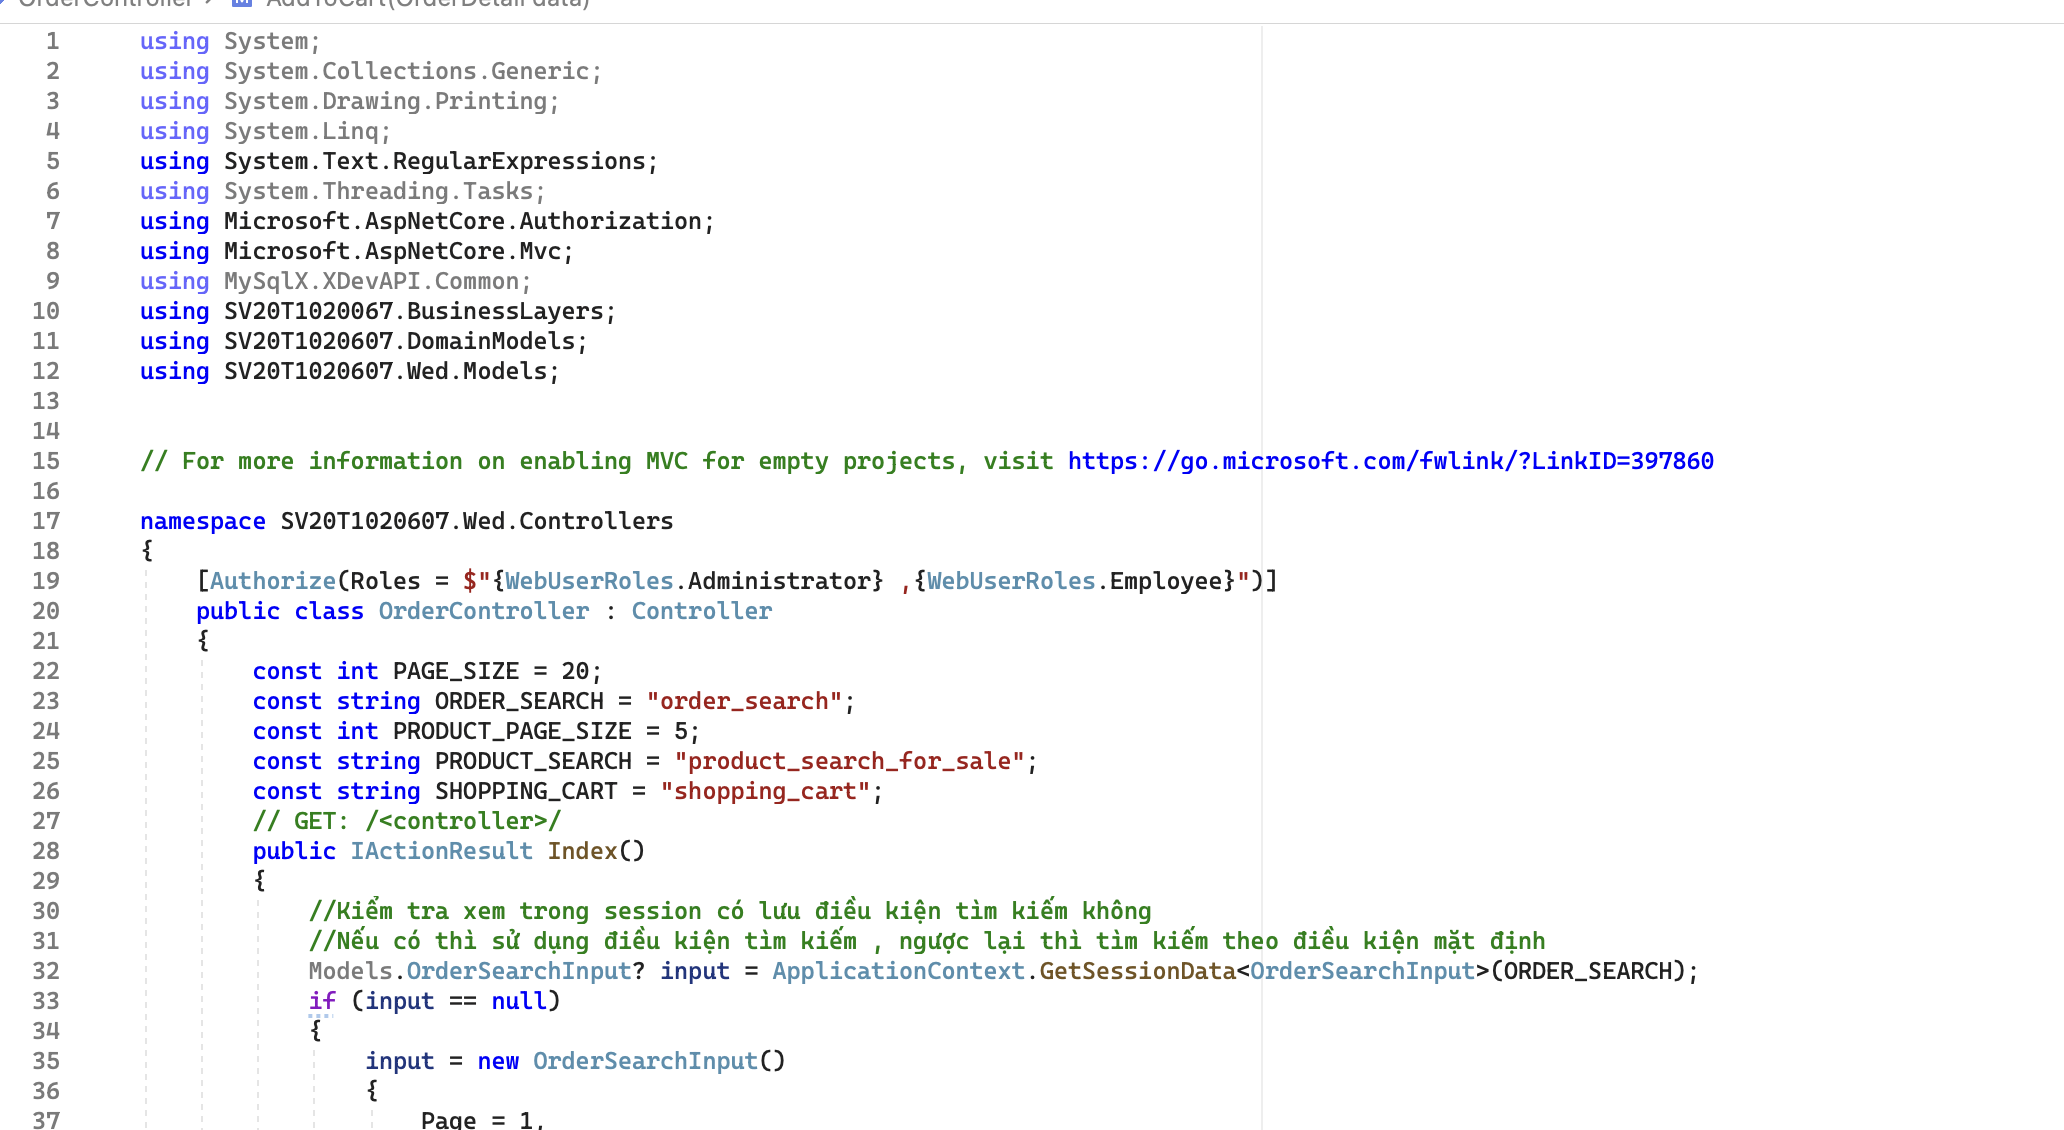 OrderController > M AddToCart(OrderDetail data)
1 using System;
2 using System.Collections.Generic;
3 using System.Drawing.Printing;
4 using System.Linq;
5 using System.Text.RegularExpressions;
6 using System.Threading.Tasks;
7 using Microsoft.AspNetCore.Authorization;
8 using Microsoft.AspNetCore.Mvc;
9 using MySqlX.XDevAPI.Common;
10 using SV20T1020067.BusinessLayers;
11 using SV20T1020607.DomainModels;
12 using SV20T1020607.Wed.Models;
13
14
15 // For more information on enabling MVC for empty projects, visit https://go.microsoft.com/fwlink/?LinkID=397860
16
17 namespace SV20T1020607.Wed.Controllers
18 {
19 [Authorize(Roles = $"{WebUserRoles.Administrator} ,{WebUserRoles.Employee}")]
20 public class OrderController : Controller
21 {
22 const int PAGE_SIZE = 20;
23 const string ORDER_SEARCH = "order_search";
24 const int PRODUCT_PAGE_SIZE = 5;
25 const string PRODUCT_SEARCH = "product_search_for_sale";
26 const string SHOPPING_CART = "shopping_cart";
27 // GET: /<controller>/
28 public IActionResult Index()
29 {
30 //Kiểm tra xem trong session có lưu điều kiện tìm kiếm không
31 //Nếu có thì sử dụng điều kiện tìm kiếm , ngược lại thì tìm kiếm theo điều kiện mặt định
32 Models.OrderSearchInput? input = ApplicationContext.GetSessionData<OrderSearchInput>(ORDER_SEARCH);
33 if (input == null)
34 {
35 input = new OrderSearchInput()
36 {
37 Page = 1,